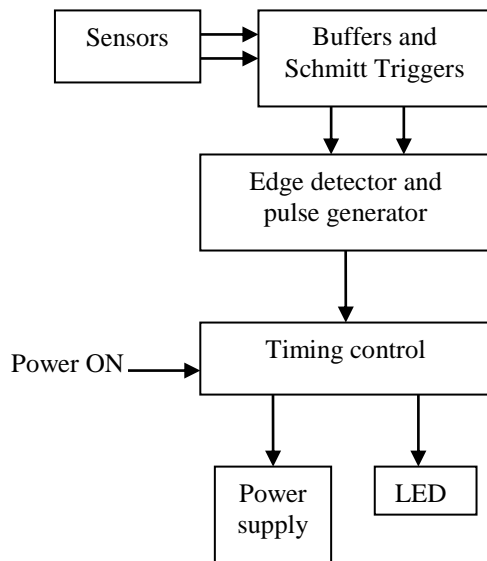 Sensors
Buffers and
Schmitt Triggers
Edge detector and
pulse generator
Timing control
Power ON
Power
supply
LED